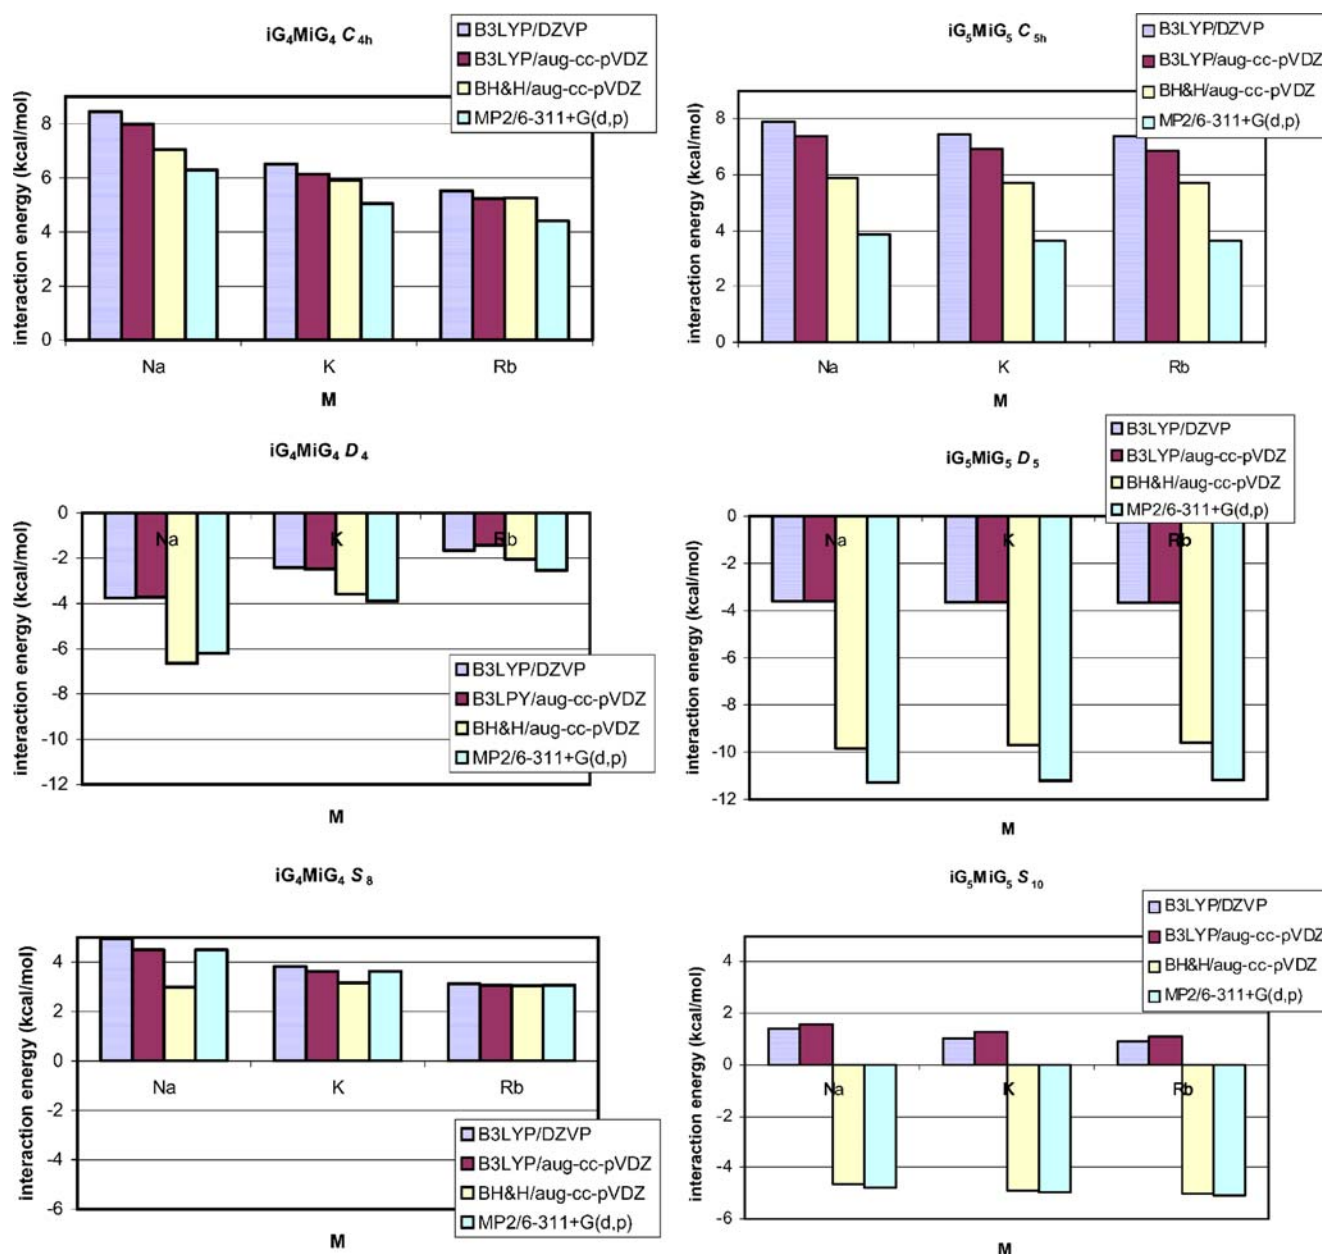 iG₄MiG₄ C₄ₕ
B3LYP/DZVP
B3LYP/aug-cc-pVDZ
BH&H/aug-cc-pVDZ
MP2/6-311+G(d,p)
interaction energy (kcal/mol)
8
6
4
2
0
Na K Rb
M
iG₅MiG₅ C₅ₕ
B3LYP/DZVP
B3LYP/aug-cc-pVDZ
BH&H/aug-cc-pVDZ
MP2/6-311+G(d,p)
interaction energy (kcal/mol)
8
6
4
2
0
Na K Rb
M
iG₄MiG₄ D₄
interaction energy (kcal/mol)
0
-2
-4
-6
-8
-10
-12
Na K Rb
B3LYP/DZVP
B3LPY/aug-cc-pVDZ
BH&H/aug-cc-pVDZ
MP2/6-311+G(d,p)
M
iG₅MiG₅ D₅
B3LYP/DZVP
B3LYP/aug-cc-pVDZ
BH&H/aug-cc-pVDZ
MP2/6-311+G(d,p)
interaction energy (kcal/mol)
0
-2
-4
-6
-8
-10
-12
Na K Rb
M
iG₄MiG₄ S₈
interaction energy (kcal/mol)
4
2
0
-2
-4
-6
Na K Rb
B3LYP/DZVP
B3LYP/aug-cc-pVDZ
BH&H/aug-cc-pVDZ
MP2/6-311+G(d,p)
M
iG₅MiG₅ S₁₀
B3LYP/DZVP
B3LYP/aug-cc-pVDZ
BH&H/aug-cc-pVDZ
MP2/6-311+G(d,p)
interaction energy (kcal/mol)
4
2
0
-2
-4
-6
Na K Rb
M